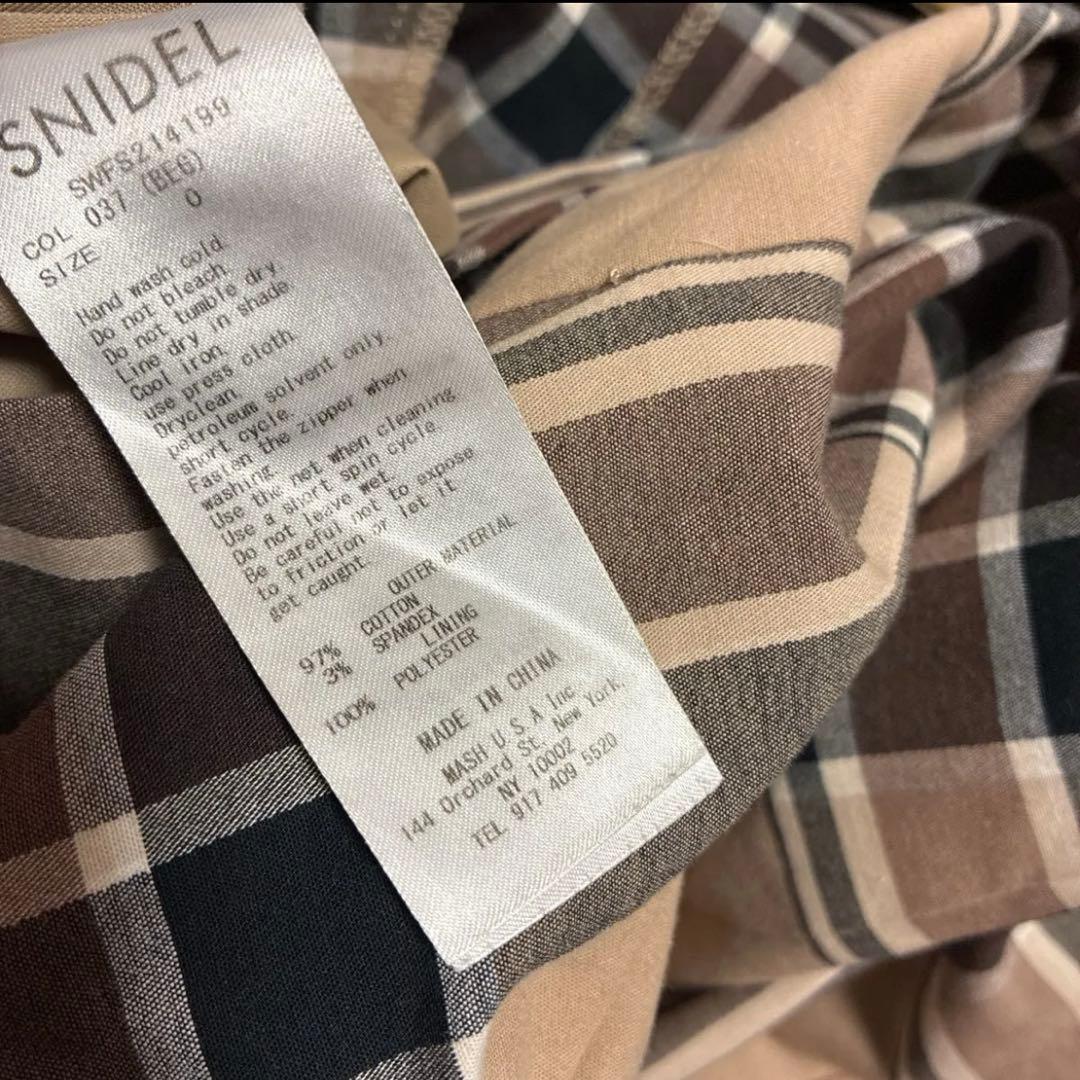 SNIDEL
SWFS214199
COL 037 (BEG)
SIZE 0
Hand wash cold.
Do not bleach.
Do not tumble dry.
Line dry in shade.
Cool iron.
use press cloth.
Dryclean.
petroleum solvent only.
short cycle.
Fasten the zipper when
washing.
Use the net when cleaning.
Use a short spin cycle
Do not leave wet.
Be careful not to expose
to friction or let it
get caught.
OUTER MATERIAL
97% COTTON
3% SPANDEX
LINING
100% POLYESTER
MADE IN CHINA
MASH U.S.A Inc.
144 Orchard St. New York.
NY 10002
TEL 917 409 5520